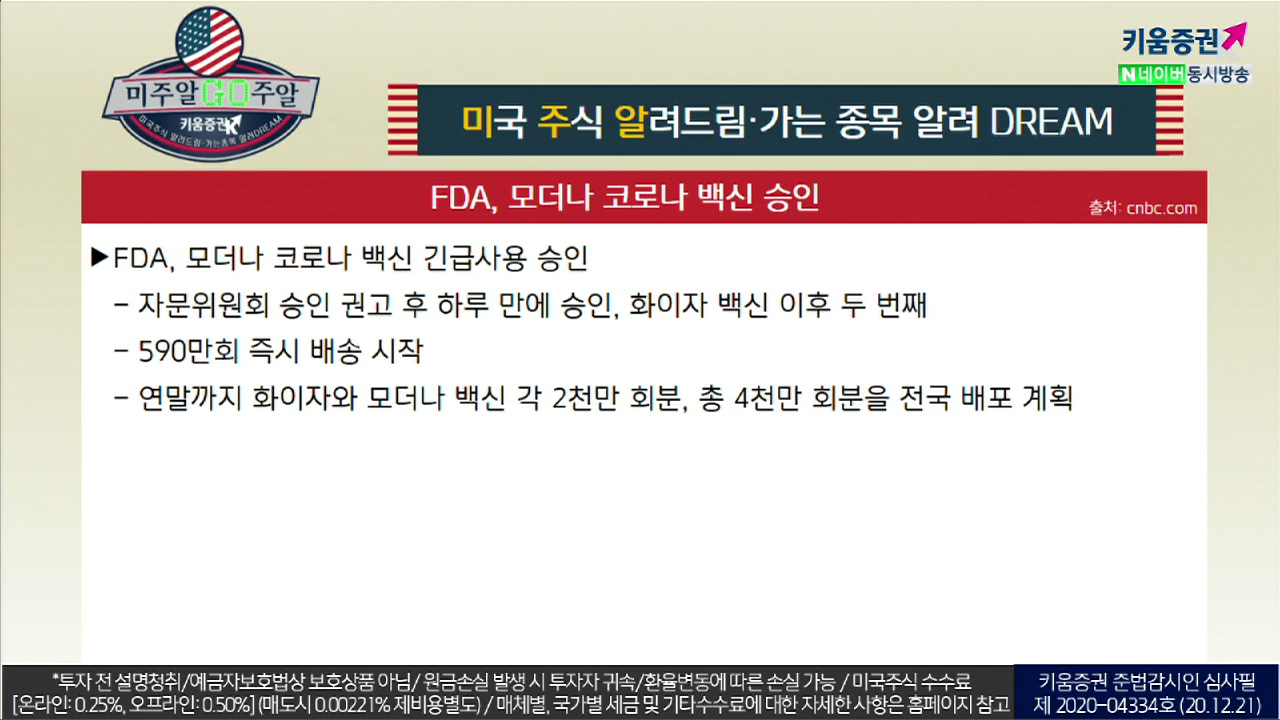 미주알GO주알
키움증권
미국주식 알려드림·가는종목 알려DREAM
키움증권
N 네이버 동시방송
미국 주식 알려드림·가는 종목 알려 DREAM
FDA, 모더나 코로나 백신 승인
출처: cnbc.com
▶FDA, 모더나 코로나 백신 긴급사용 승인
- 자문위원회 승인 권고 후 하루 만에 승인, 화이자 백신 이후 두 번째
- 590만회 즉시 배송 시작
- 연말까지 화이자와 모더나 백신 각 2천만 회분, 총 4천만 회분을 전국 배포 계획
*투자 전 설명청취/예금자보호법상 보호상품 아님/ 원금손실 발생 시 투자자 귀속/환율변동에 따른 손실 가능 / 미국주식 수수료
[온라인: 0.25%, 오프라인: 0.50%] (매도시 0.00221% 제비용별도) / 매체별, 국가별 세금 및 기타수수료에 대한 자세한 사항은 홈페이지 참고
키움증권 준법감시인 심사필
제 2020-04334호 (20.12.21)